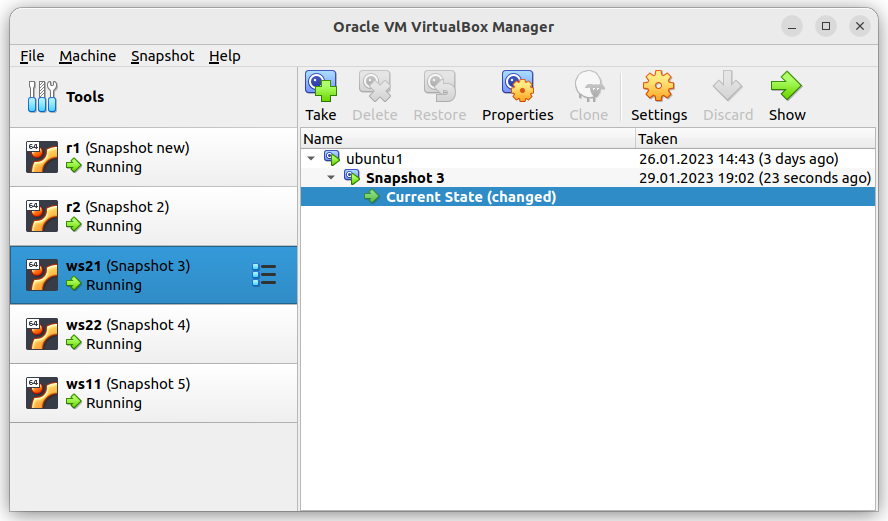 Oracle VM VirtualBox Manager
File Machine Snapshot Help
Tools
64
r1 (Snapshot new)
Running
64
r2 (Snapshot 2)
Running
64
ws21 (Snapshot 3)
Running
64
ws22 (Snapshot 4)
Running
64
ws11 (Snapshot 5)
Running
Take Delete Restore Properties Clone Settings Discard Show
Name Taken
ubuntu1 26.01.2023 14:43 (3 days ago)
Snapshot 3 29.01.2023 19:02 (23 seconds ago)
Current State (changed)